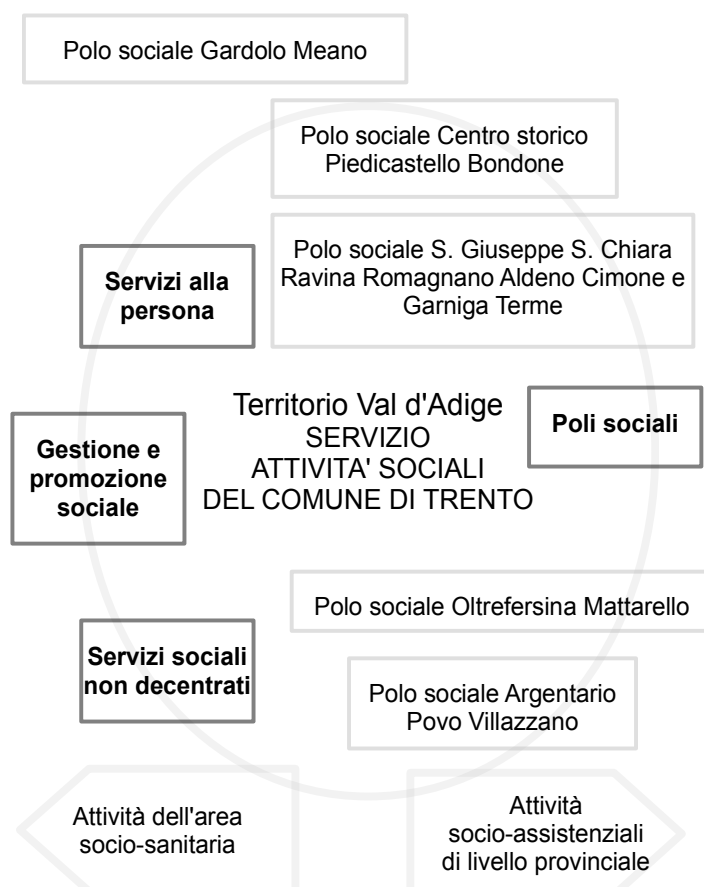 Polo sociale Gardolo Meano
Polo sociale Centro storico
Piedicastello Bondone
Polo sociale S. Giuseppe S. Chiara
Ravina Romagnano Aldeno Cimone e
Garniga Terme
Servizi alla
persona
Territorio Val d'Adige
SERVIZIO
ATTIVITA' SOCIALI
DEL COMUNE DI TRENTO
Poli sociali
Gestione e
promozione
sociale
Polo sociale Oltrefersina Mattarello
Servizi sociali
non decentrati
Polo sociale Argentario
Povo Villazzano
Attività dell'area
socio-sanitaria
Attività
socio-assistenziali
di livello provinciale